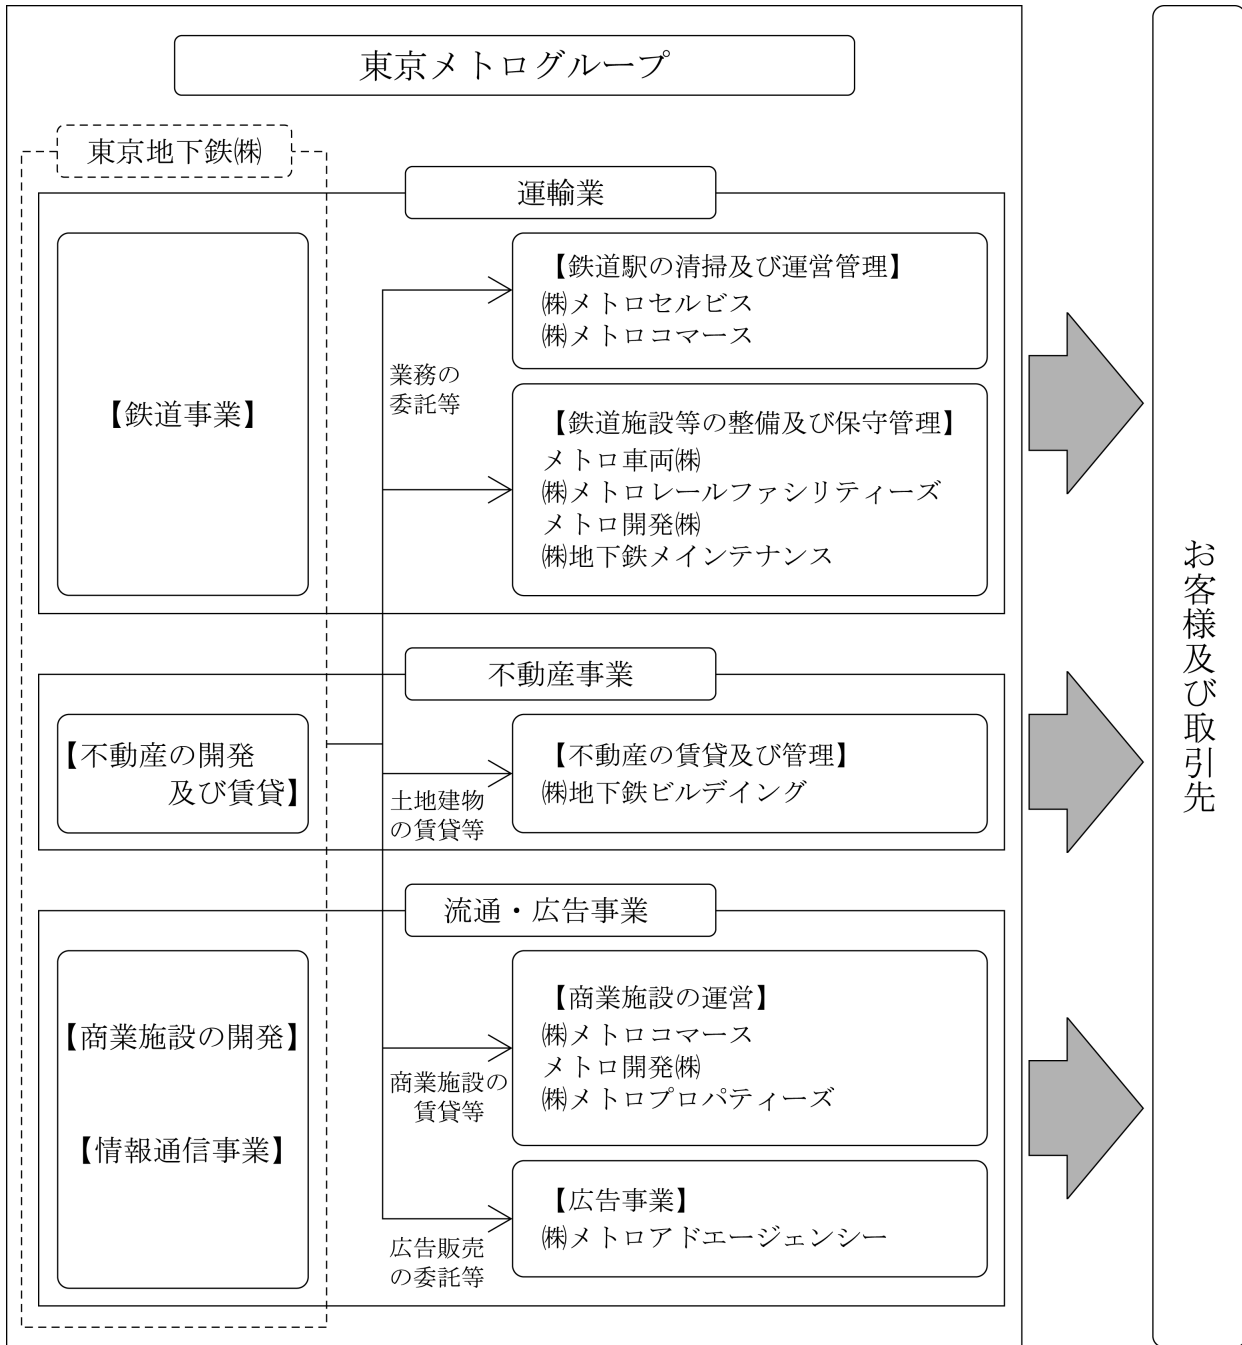 東京メトログループ
東京地下鉄㈱
運輸業
【鉄道事業】
業務の
委託等
【鉄道駅の清掃及び運営管理】
㈱メトロセルビス
㈱メトロコマース
【鉄道施設等の整備及び保守管理】
メトロ車両㈱
㈱メトロレールファシリティーズ
メトロ開発㈱
㈱地下鉄メインテナンス
不動産事業
【不動産の開発
及び賃貸】
土地建物
の賃貸等
【不動産の賃貸及び管理】
㈱地下鉄ビルデイング
流通・広告事業
【商業施設の開発】
【情報通信事業】
商業施設の
賃貸等
【商業施設の運営】
㈱メトロコマース
メトロ開発㈱
㈱メトロプロパティーズ
広告販売
の委託等
【広告事業】
㈱メトロアドエージェンシー
お客様及び取引先